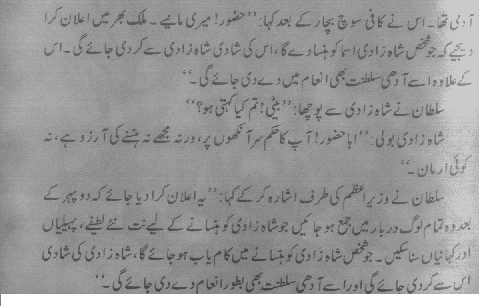 آدمی تھا۔ اس نے کافی سوچ بچار کے بعد کہا: ’’حضور! میری مانیے۔ ملک بھر میں اعلان کرا
دیجیے کہ جو شخص شاہ زادی اسما کو ہنسا دے گا، اس کی شادی شاہ زادی سے کر دی جائے گی۔ اس
کے علاوہ اسے آدھی سلطنت بھی انعام میں دے دی جائے گی۔‘‘
سلطان نے شاہ زادی سے پوچھا: ’’بیٹی! تم کیا کہتی ہو؟‘‘
شاہ زادی بولی: ’’ابا حضور! آپ کا حکم سر آنکھوں پر، ورنہ مجھے نہ ہنسنے کی آرزو ہے، نہ
کوئی ارمان۔‘‘
سلطان نے وزیراعظم کی طرف اشارہ کر کے کہا: ’’یہ اعلان کرا دیا جائے کہ دوپہر کے
بعد وہ تمام لوگ دربار میں جمع ہو جائیں جو شاہ زادی کو ہنسانے کے لیے نت نئے لطیفے، پہیلیاں
اور کہانیاں سنا سکیں۔ جو شخص شاہ زادی کو ہنسانے میں کام یاب ہو جائے گا، شاہ زادی کی شادی
اس سے کر دی جائے گی اور اسے آدھی سلطنت بھی بطور انعام دے دی جائے گی۔‘‘